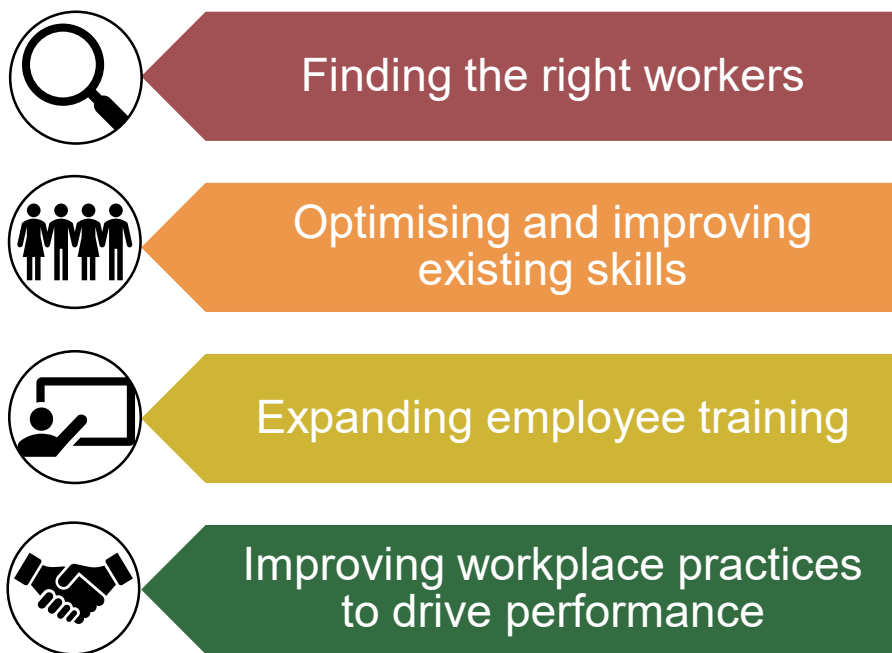 Finding the right workers
Optimising and improving
existing skills
Expanding employee training
Improving workplace practices
to drive performance